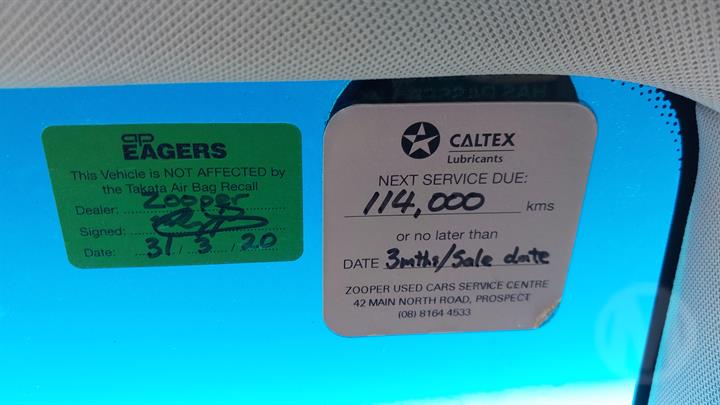 ap
EAGERS
This Vehicle is NOT AFFECTED by
the Takata Air Bag Recall
Dealer: Zooper
Signed:
Date: 31 / 3 / 20
CALTEX
Lubricants
NEXT SERVICE DUE:
114,000 kms
or no later than
DATE 3mths/Sale date
ZOOPER USED CARS SERVICE CENTRE
42 MAIN NORTH ROAD, PROSPECT
(08) 8164 4533